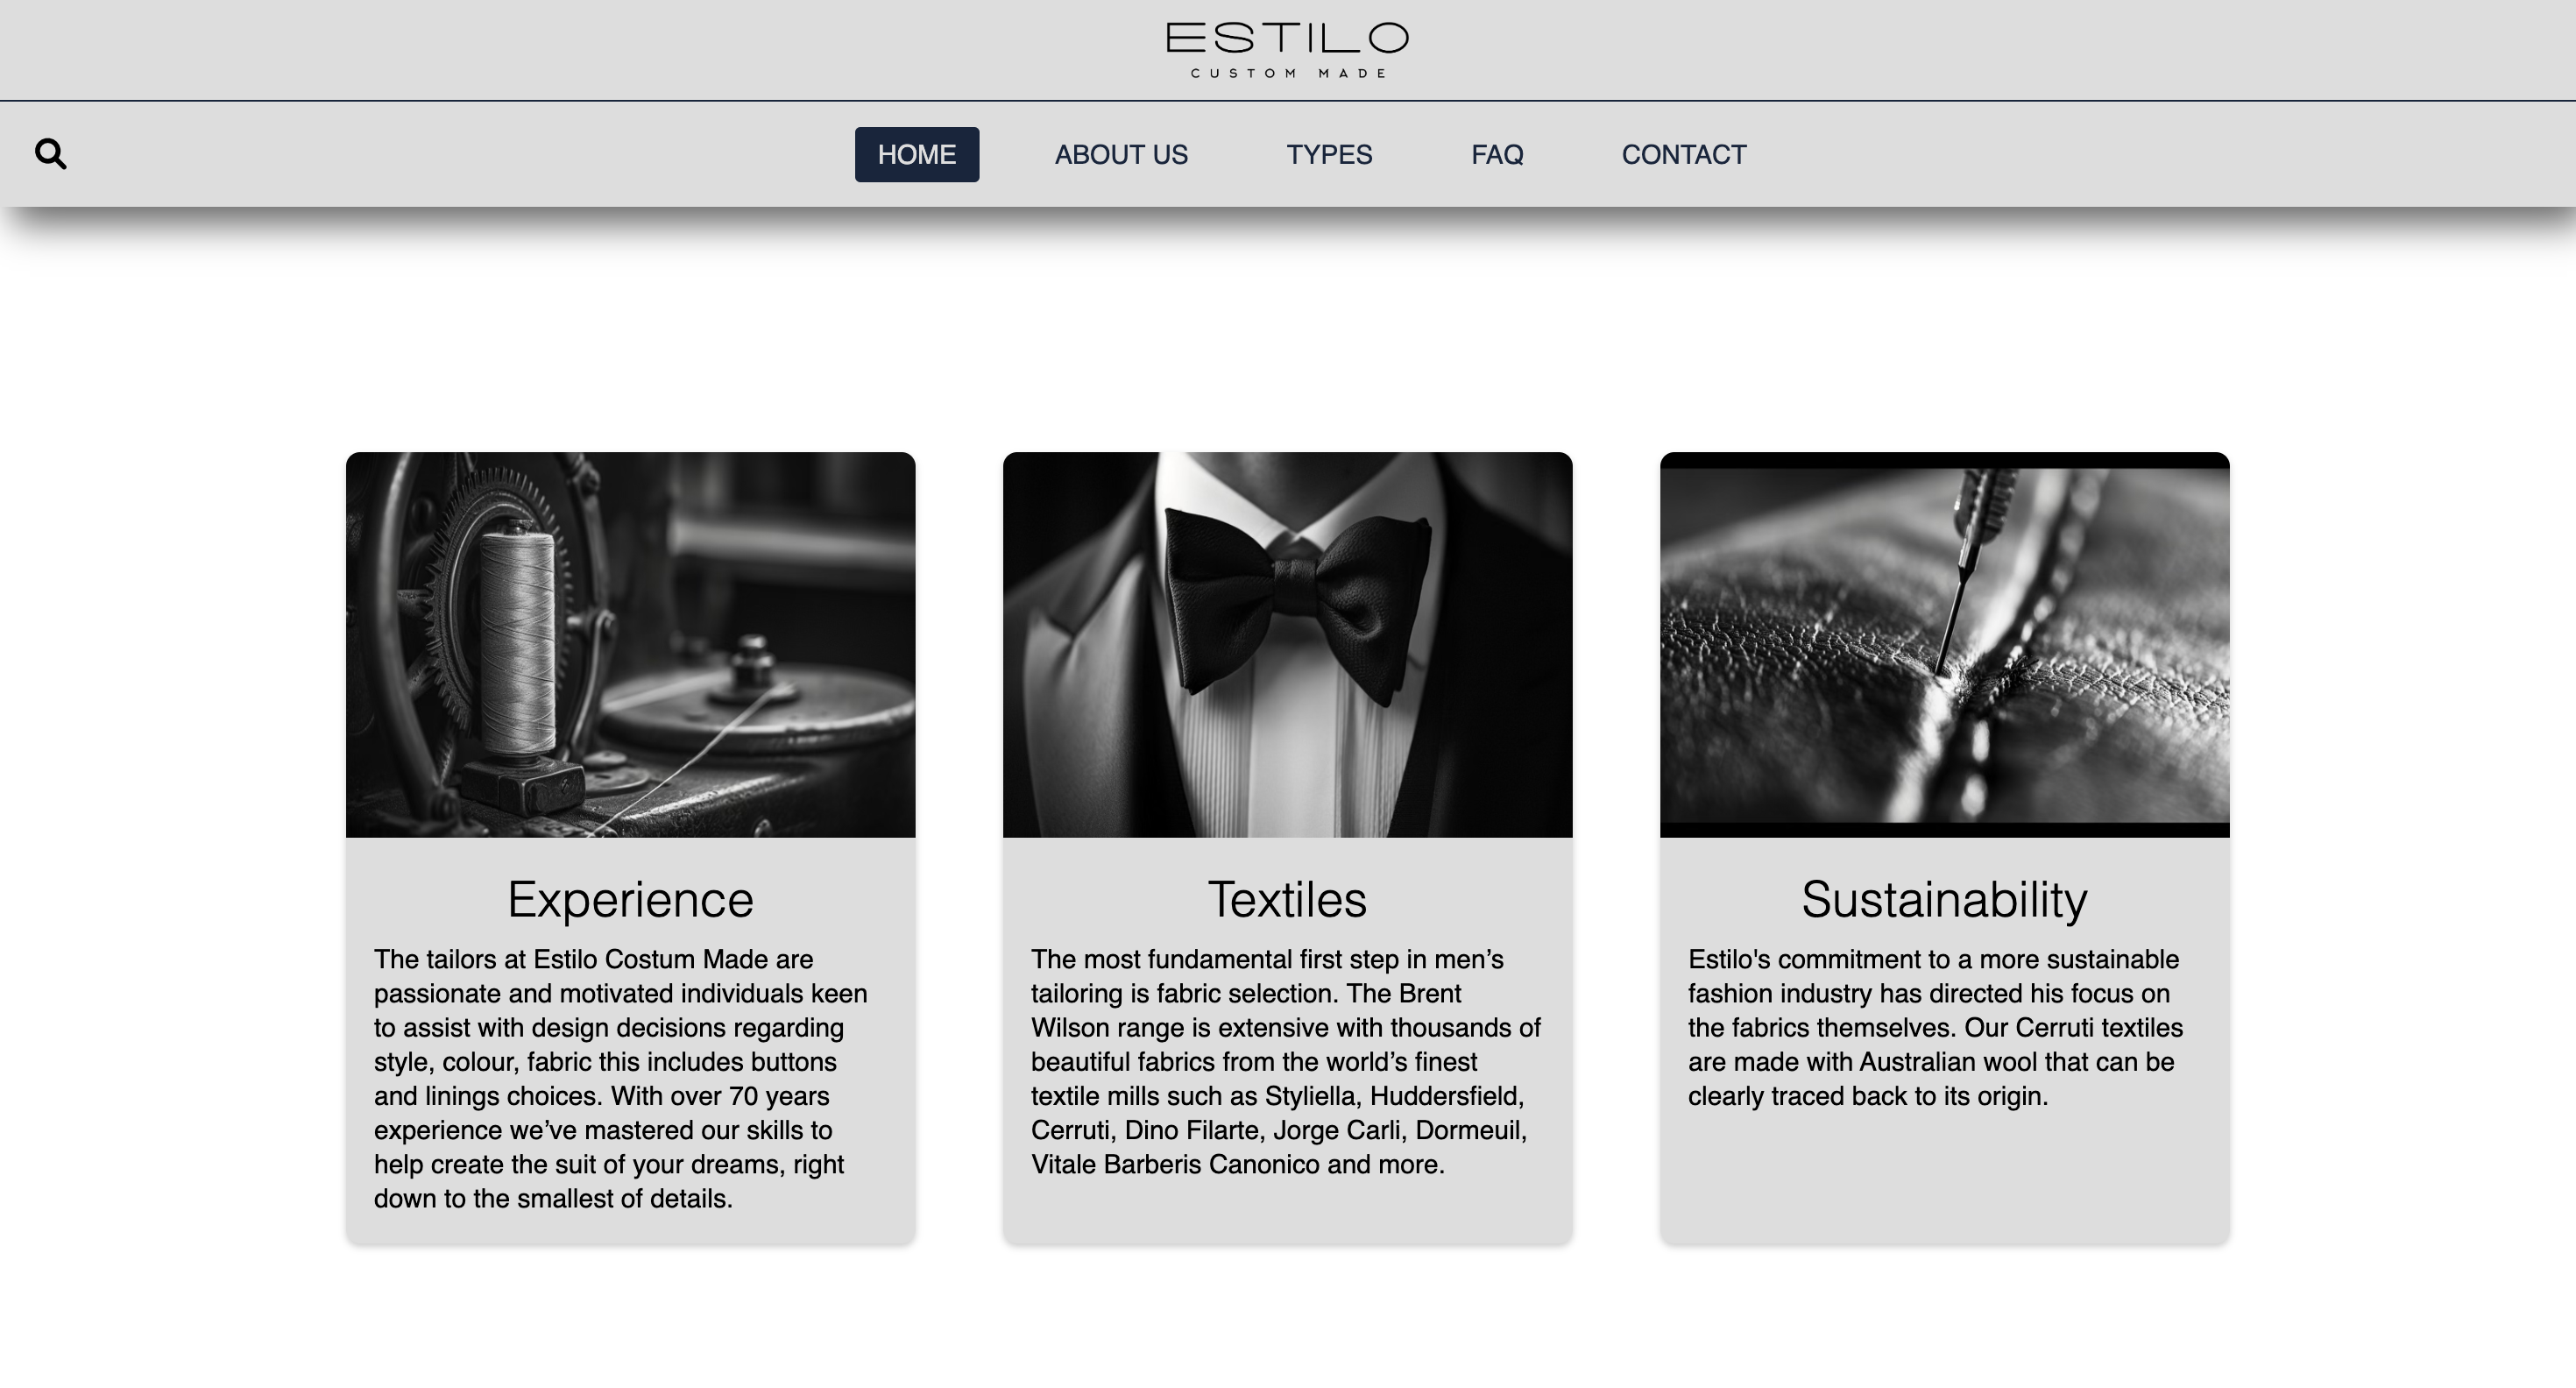 ESTILO
CUSTOM MADE
HOME ABOUT US TYPES FAQ CONTACT
Experience
The tailors at Estilo Costum Made are
passionate and motivated individuals keen
to assist with design decisions regarding
style, colour, fabric this includes buttons
and linings choices. With over 70 years
experience we’ve mastered our skills to
help create the suit of your dreams, right
down to the smallest of details.
Textiles
The most fundamental first step in men’s
tailoring is fabric selection. The Brent
Wilson range is extensive with thousands of
beautiful fabrics from the world’s finest
textile mills such as Styliella, Huddersfield,
Cerruti, Dino Filarte, Jorge Carli, Dormeuil,
Vitale Barberis Canonico and more.
Sustainability
Estilo's commitment to a more sustainable
fashion industry has directed his focus on
the fabrics themselves. Our Cerruti textiles
are made with Australian wool that can be
clearly traced back to its origin.